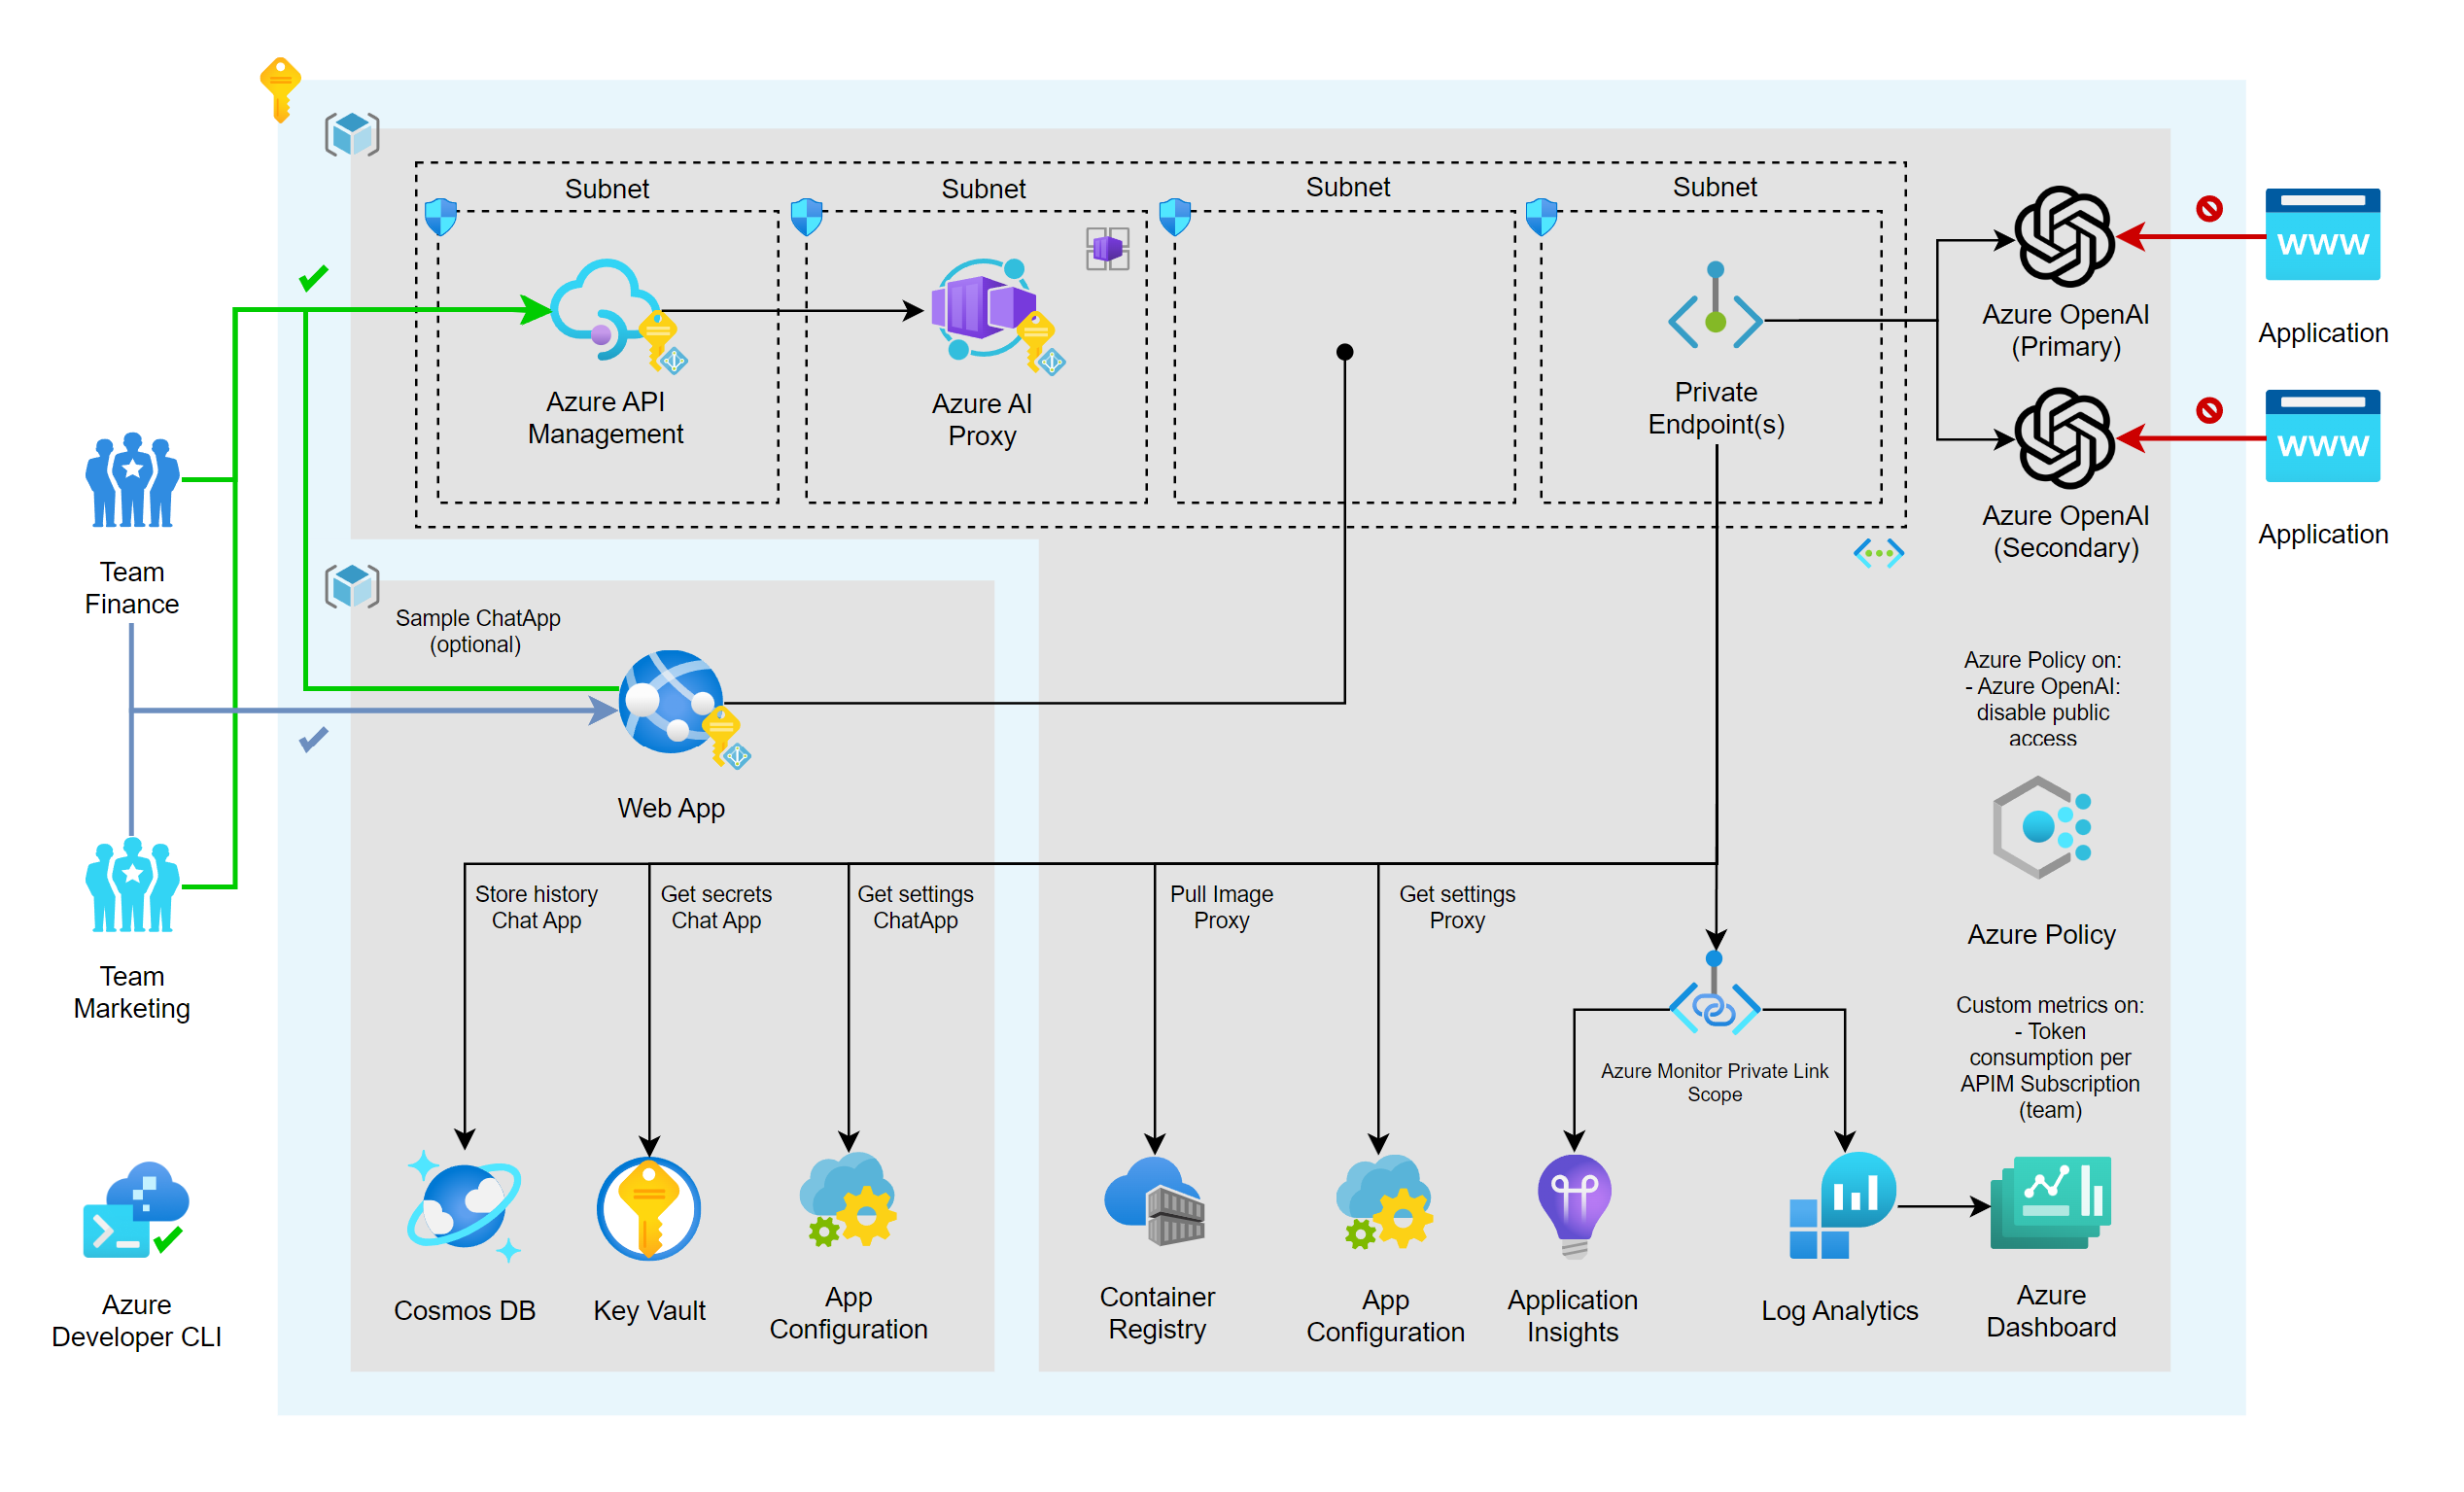 Subnet
Subnet
Subnet
Subnet
Azure API
Management
Azure AI
Proxy
Private
Endpoint(s)
Azure OpenAI
(Primary)
Azure OpenAI
(Secondary)
WWW
Application
WWW
Application
Team
Finance
Team
Marketing
Sample ChatApp
(optional)
Web App
Azure Policy on:
- Azure OpenAI:
disable public
access
Azure Policy
Store history
Chat App
Get secrets
Chat App
Get settings
ChatApp
Pull Image
Proxy
Get settings
Proxy
Azure Monitor Private Link
Scope
Custom metrics on:
- Token
consumption per
APIM Subscription
(team)
Azure
Developer CLI
Cosmos DB
Key Vault
App
Configuration
Container
Registry
App
Configuration
Application
Insights
Log Analytics
Azure
Dashboard